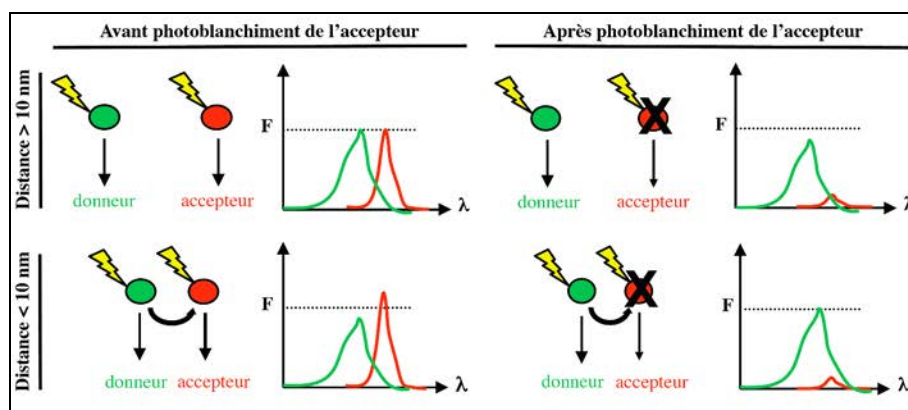 Avant photoblanchiment de l'accepteur
Après photoblanchiment de l'accepteur
Distance > 10 nm
donneur
accepteur
F
λ
donneur
accepteur
F
λ
Distance < 10 nm
donneur
accepteur
F
λ
donneur
accepteur
F
λ